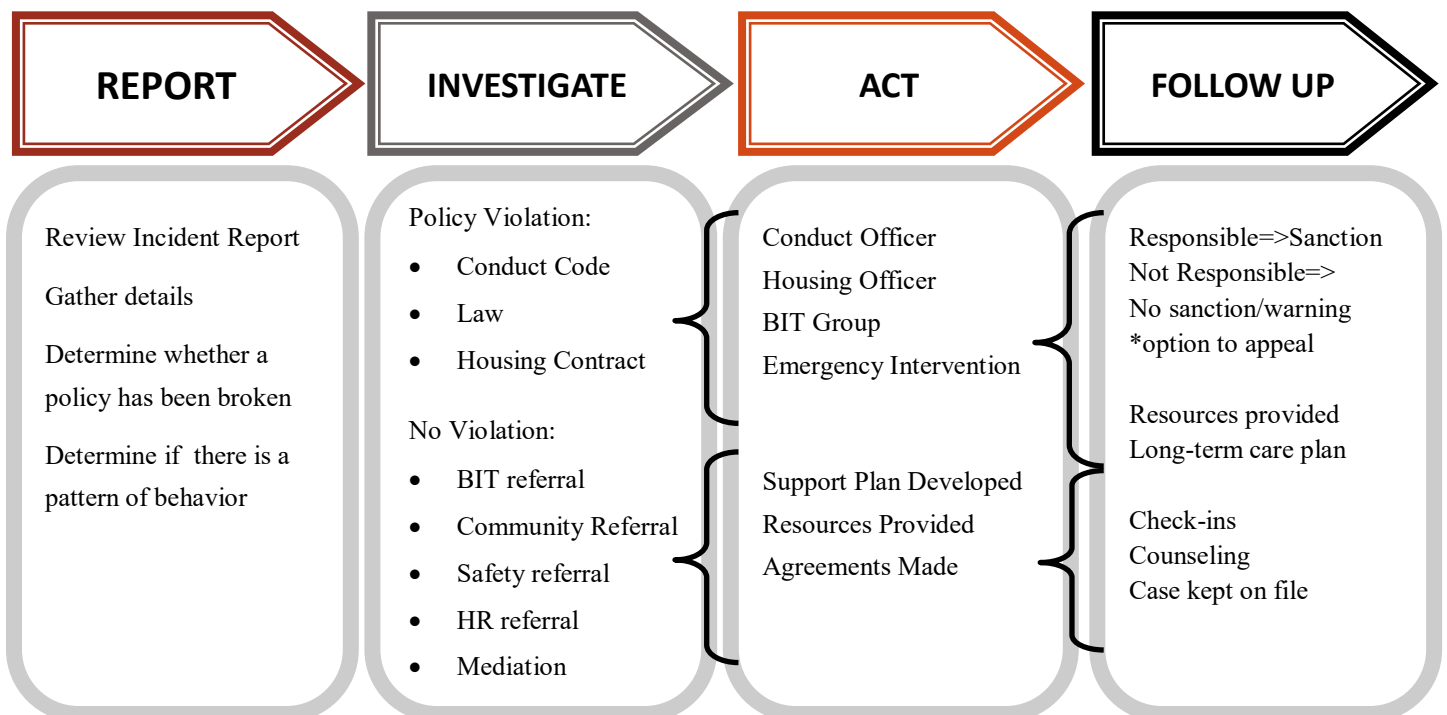 REPORT
INVESTIGATE
ACT
FOLLOW UP
Review Incident Report
Gather details
Determine whether a
policy has been broken
Determine if  there is a
pattern of behavior
Policy Violation:
• Conduct Code
• Law
• Housing Contract
No Violation:
• BIT referral
• Community Referral
• Safety referral
• HR referral
• Mediation
Conduct Officer
Housing Officer
BIT Group
Emergency Intervention
Support Plan Developed
Resources Provided
Agreements Made
Responsible=>Sanction
Not Responsible=>
No sanction/warning
*option to appeal
Resources provided
Long-term care plan
Check-ins
Counseling
Case kept on file